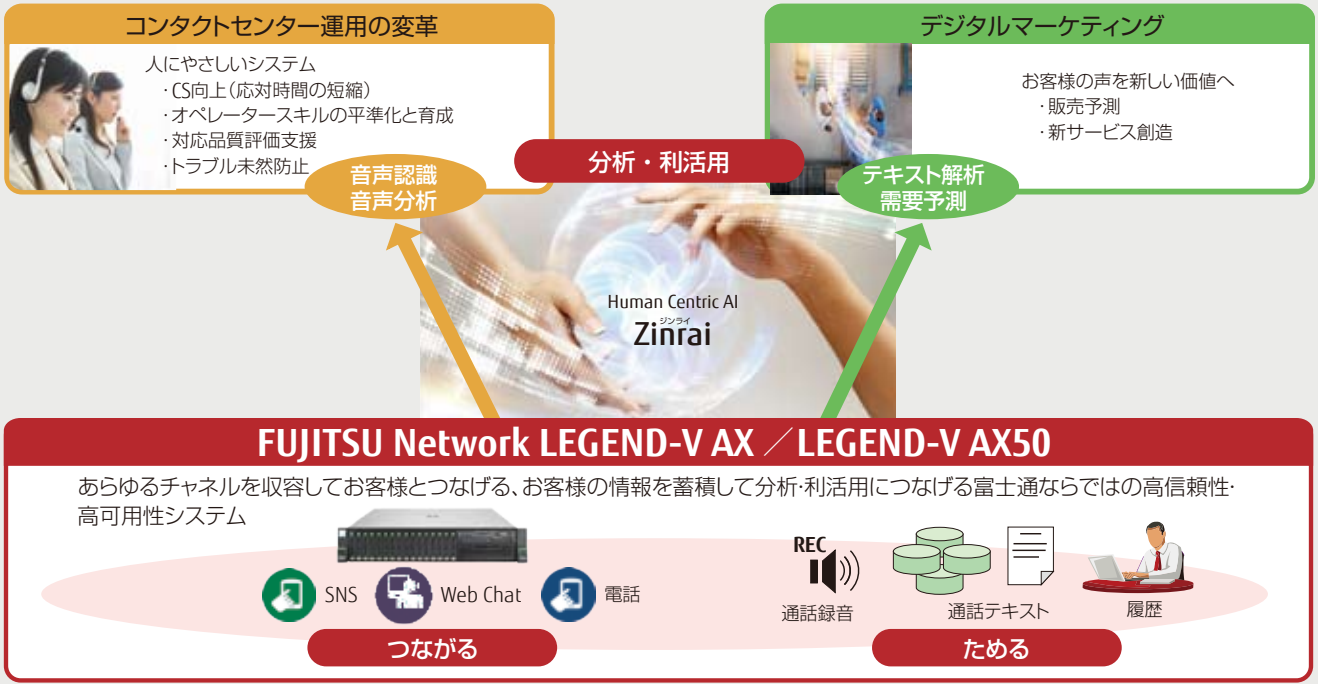 コンタクトセンター運用の変革
人にやさしいシステム
・CS向上（応対時間の短縮）
・オペレータースキルの平準化と育成
・対応品質評価支援
・トラブル未然防止
音声認識
音声分析
分析・利活用
デジタルマーケティング
お客様の声を新しい価値へ
・販売予測
・新サービス創造
テキスト解析
需要予測
Human Centric AI
ジンライ
Zinrai
FUJITSU Network LEGEND-V AX ／LEGEND-V AX50
あらゆるチャネルを収容してお客様とつなげる、お客様の情報を蓄積して分析・利活用につなげる富士通ならではの高信頼性・
高可用性システム
SNS
Web Chat
電話
つながる
REC
通話録音
通話テキスト
履歴
ためる